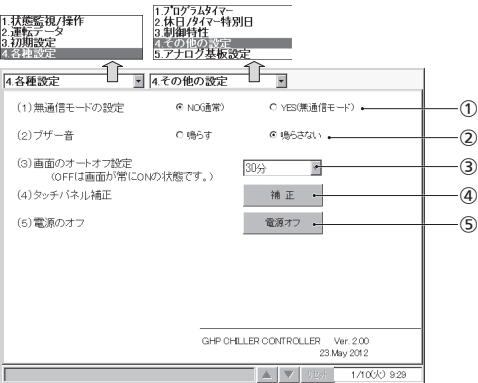 1.プログラムタイマー
1.状態監視/操作
2.休日/タイマー特別日
2.運転データ
3.制御特性
3.初期設定
4.その他の設定
4.各種設定
5.アナログ基板設定
4.各種設定 4.その他の設定
(1)無通信モードの設定 NO(通常) YES(無通信モード) ①
(2)ブザー音 鳴らす 鳴らさない ②
(3)画面のオートオフ設定 30分 ③
(OFFは画面が常にONの状態です。)
(4)タッチパネル補正 補 正 ④
(5)電源のオフ 電源オフ ⑤
GHP CHILLER CONTROLLER Ver. 2.00
23.May 2012
リセット 1/10(火) 9:29